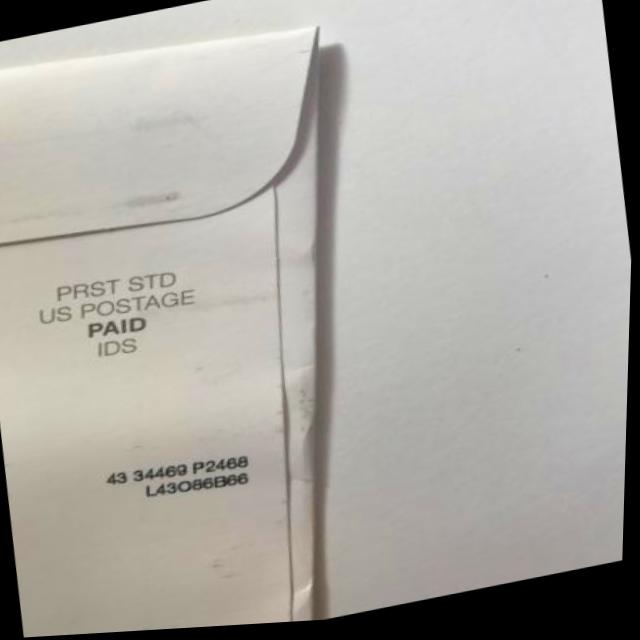 PRST STD
US POSTAGE
PAID
IDS
43 34469 P2468
L43O86B66